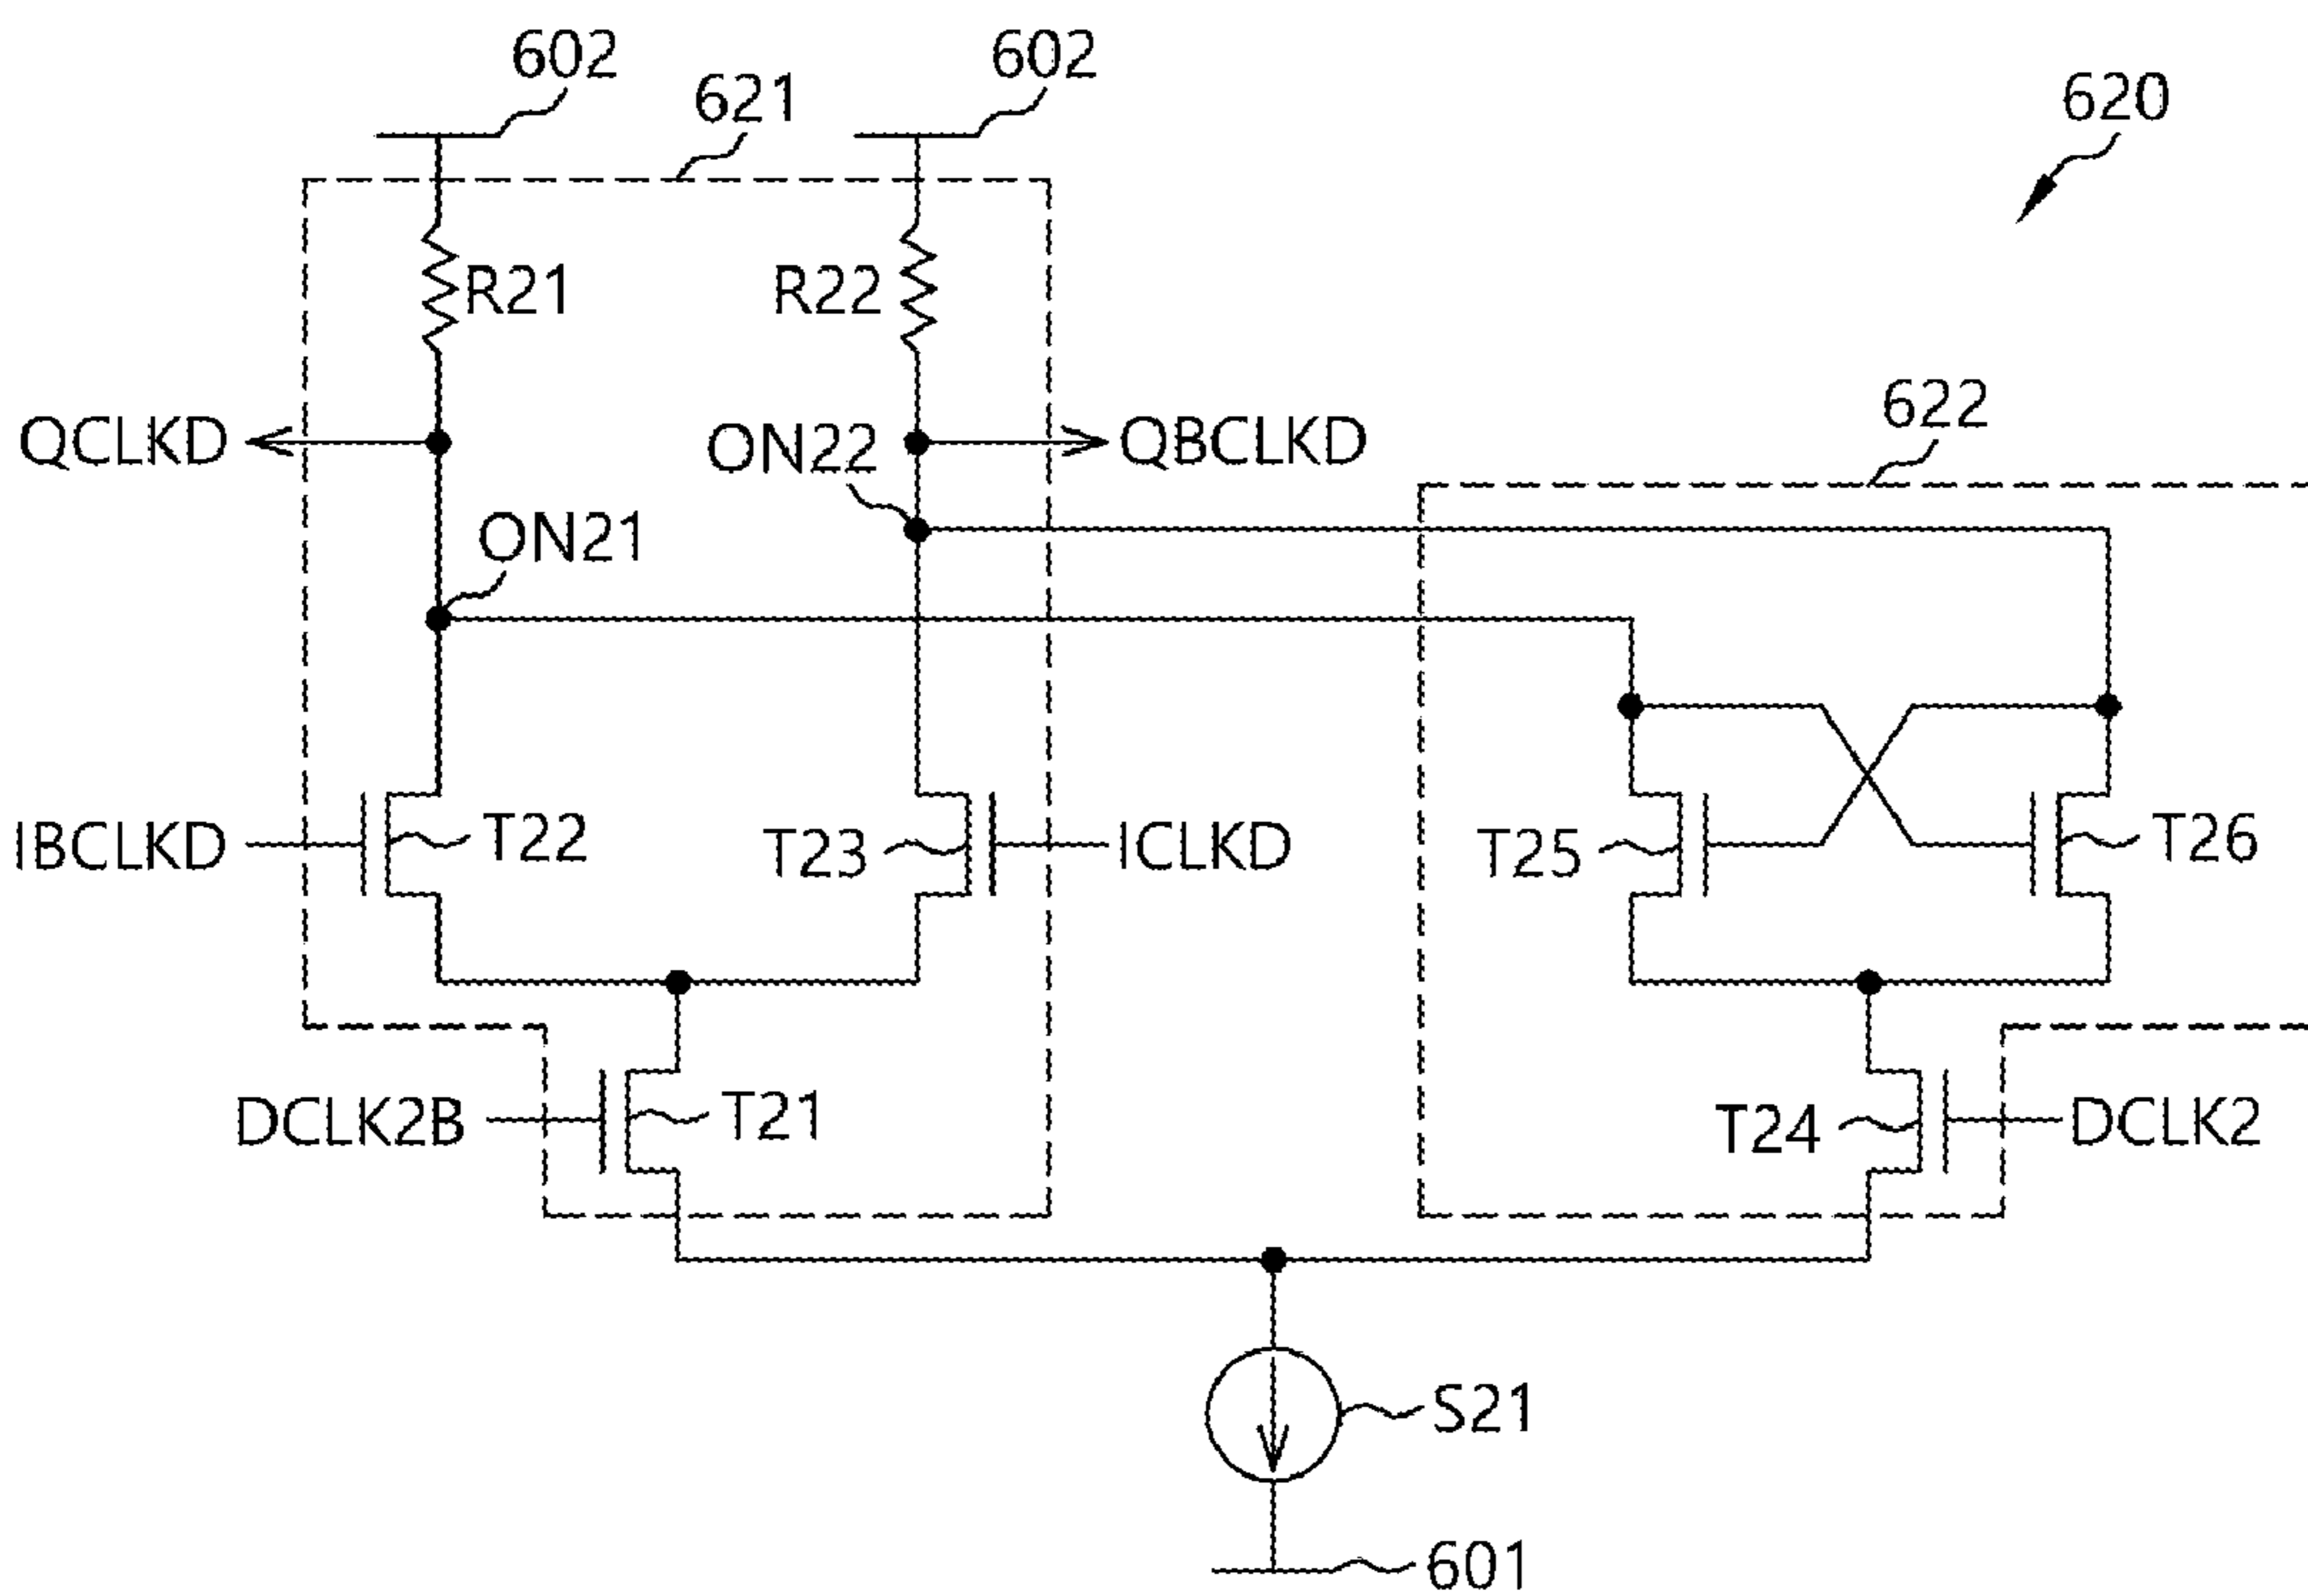 602
602
621
620
R21
R22
622
QCLKD
ON22
QBCLKD
ON21
IBCLKD
T22
T23
ICLKD
T25
T26
DCLK2B
T21
T24
DCLK2
S21
601